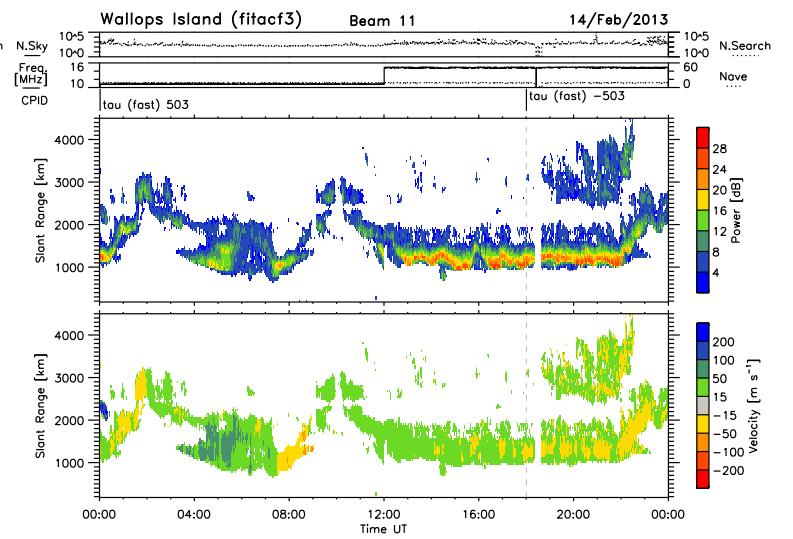 Wallops Island (fitacf3) Beam 11 14/Feb/2013
n N.Sky 10^5 10^0 10^5 10^0 N.Search
Freq. [MHz] 16 10 60 0 Nave
CPID tau (fast) 503 tau (fast) -503
Slant Range [km] 4000 3000 2000 1000
Power [dB] 28 24 20 16 12 8 4
Slant Range [km] 4000 3000 2000 1000
Velocity [m s⁻¹] 200 100 50 15 -15 -50 -100 -200
00:00 04:00 08:00 12:00 16:00 20:00 00:00
Time UT